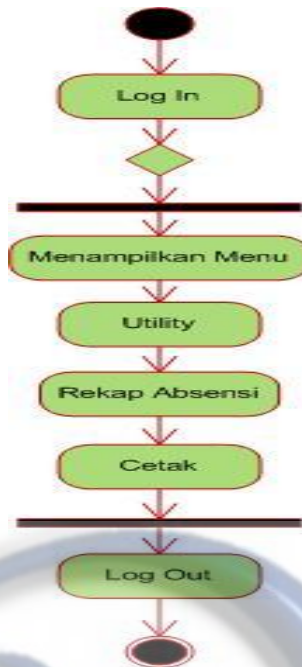 Log In
Menampilkan Menu
Utility
Rekap Absensi
Cetak
Log Out